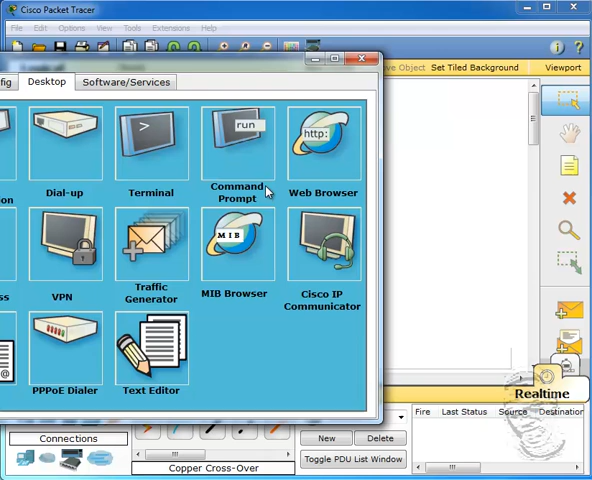 Cisco Packet Tracer
File Edit Options View Tools Extensions Help
Object Set Tiled Background Viewport
fig Desktop Software/Services
>
run
http:
Dial-up
Terminal
Command Prompt
Web Browser
MIB
VPN
Traffic Generator
MIB Browser
Cisco IP Communicator
PPPoE Dialer
Text Editor
Realtime
Fire Last Status Source Destination
Connections
New Delete
Toggle PDU List Window
Copper Cross-Over